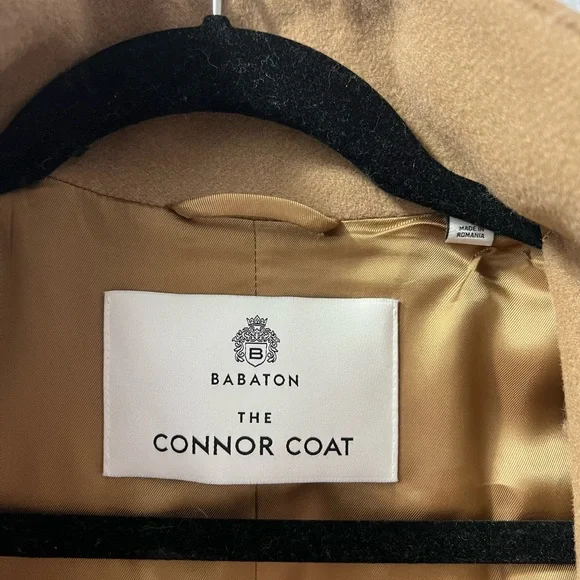 MADE IN
ROMANIA
B
BABATON
THE
CONNOR COAT